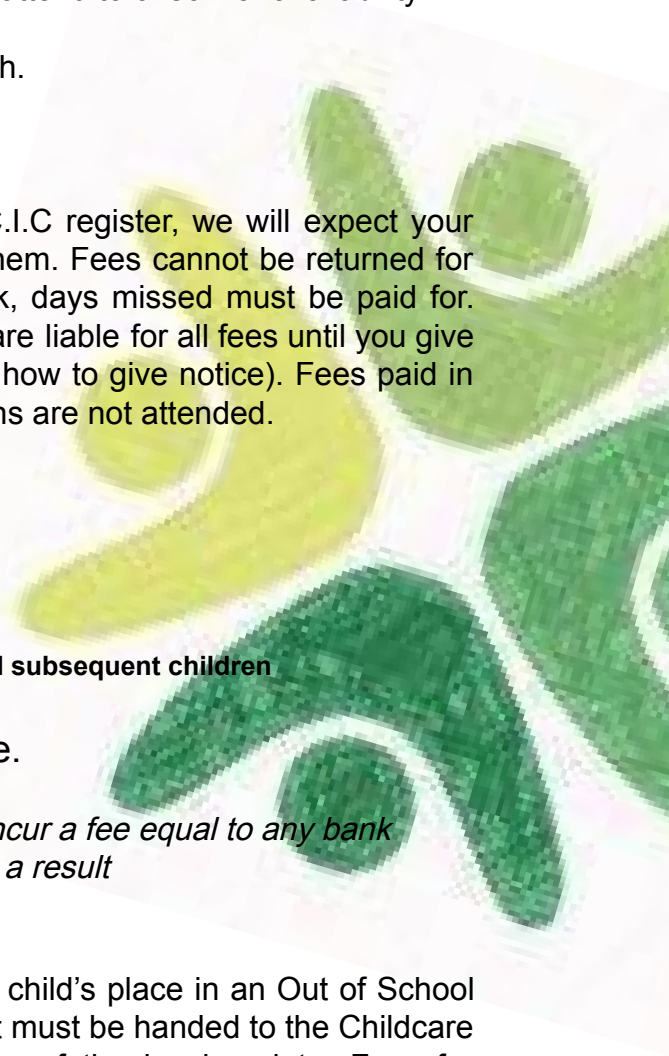 h.
C.I.C register, we will expect your
hem. Fees cannot be returned for
k, days missed must be paid for.
are liable for all fees until you give
how to give notice). Fees paid in
ns are not attended.
subsequent children
e.
ncur a fee equal to any bank
a result
child’s place in an Out of School
t must be handed to the Childcare